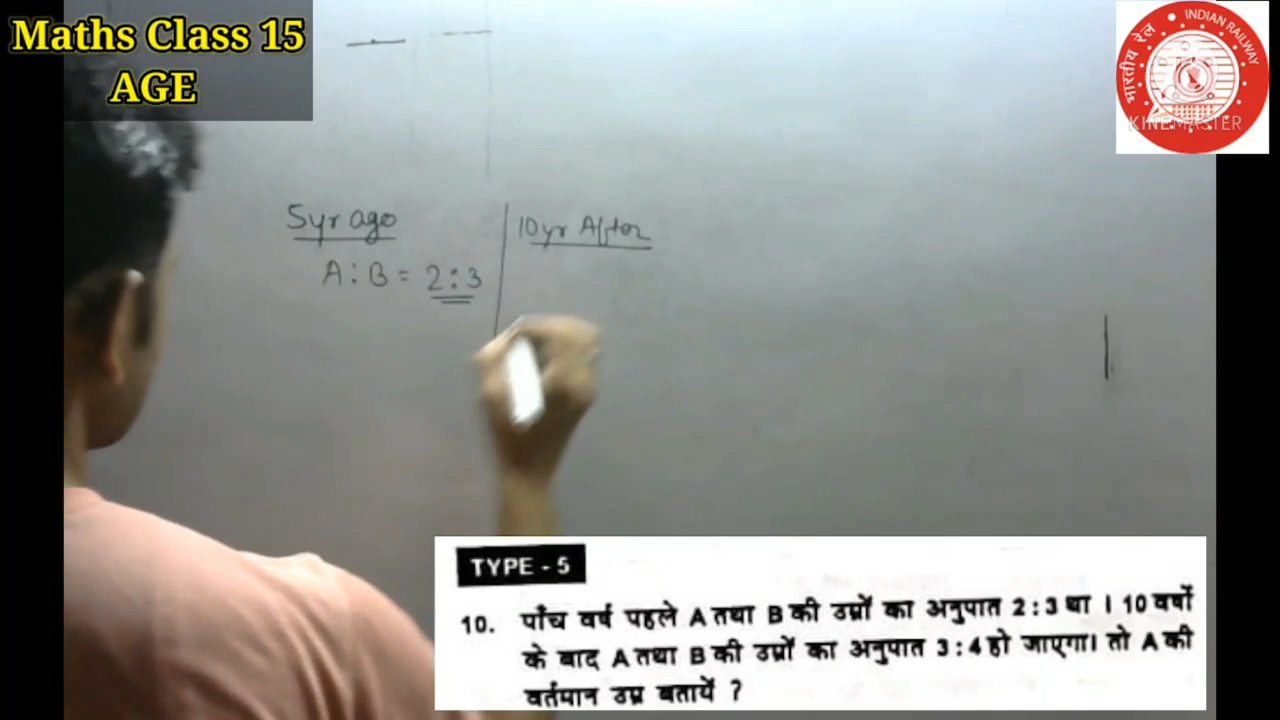 Maths Class 15
AGE
भारतीय रेल INDIAN RAILWAY
KINEMASTER
5yr ago
10yr After
A : B = 2 : 3
TYPE - 5
10. पाँच वर्ष पहले A तथा B की उम्रों का अनुपात 2 : 3 था । 10 वर्षों
के बाद A तथा B की उम्रों का अनुपात 3 : 4 हो जाएगा। तो A की
वर्तमान उम्र बतायें ?